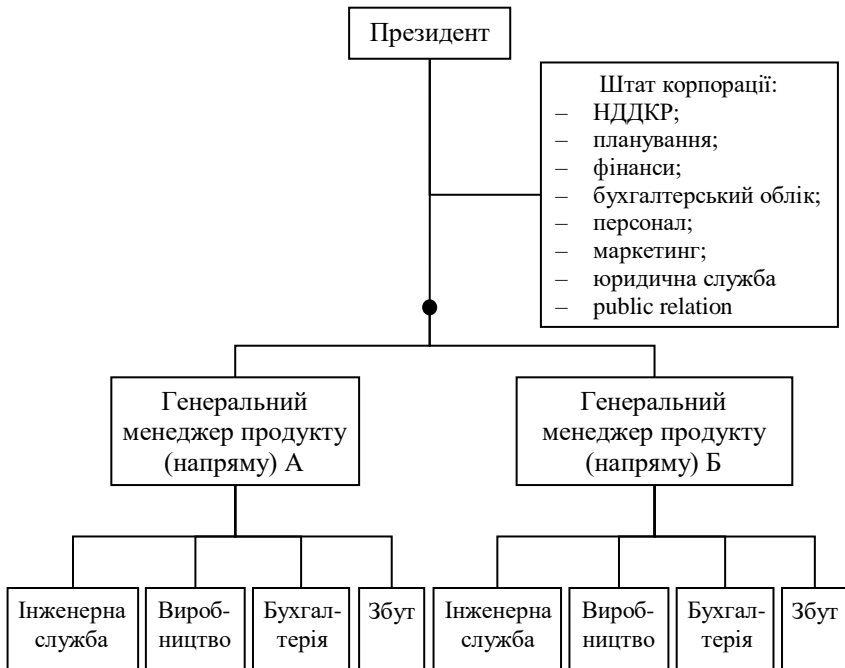 Президент
Штат корпорації:
– НДДКР;
– планування;
– фінанси;
– бухгалтерський облік;
– персонал;
– маркетинг;
– юридична служба
– public relation
Генеральний
менеджер продукту
(напряму) А
Генеральний
менеджер продукту
(напряму) Б
Інженерна
служба
Вироб-
ництво
Бухгал-
терія
Збут
Інженерна
служба
Вироб-
ництво
Бухгал-
терія
Збут